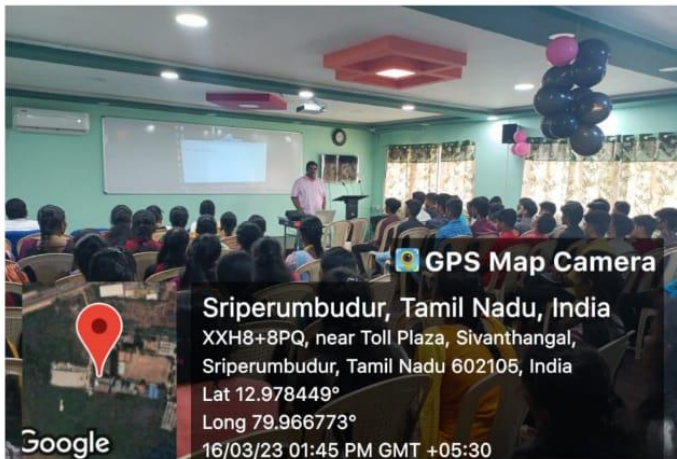 GPS Map Camera
Sriperumbudur, Tamil Nadu, India
XXH8+8PQ, near Toll Plaza, Sivanthangal,
Sriperumbudur, Tamil Nadu 602105, India
Lat 12.978449°
Long 79.966773°
16/03/23 01:45 PM GMT +05:30
Google